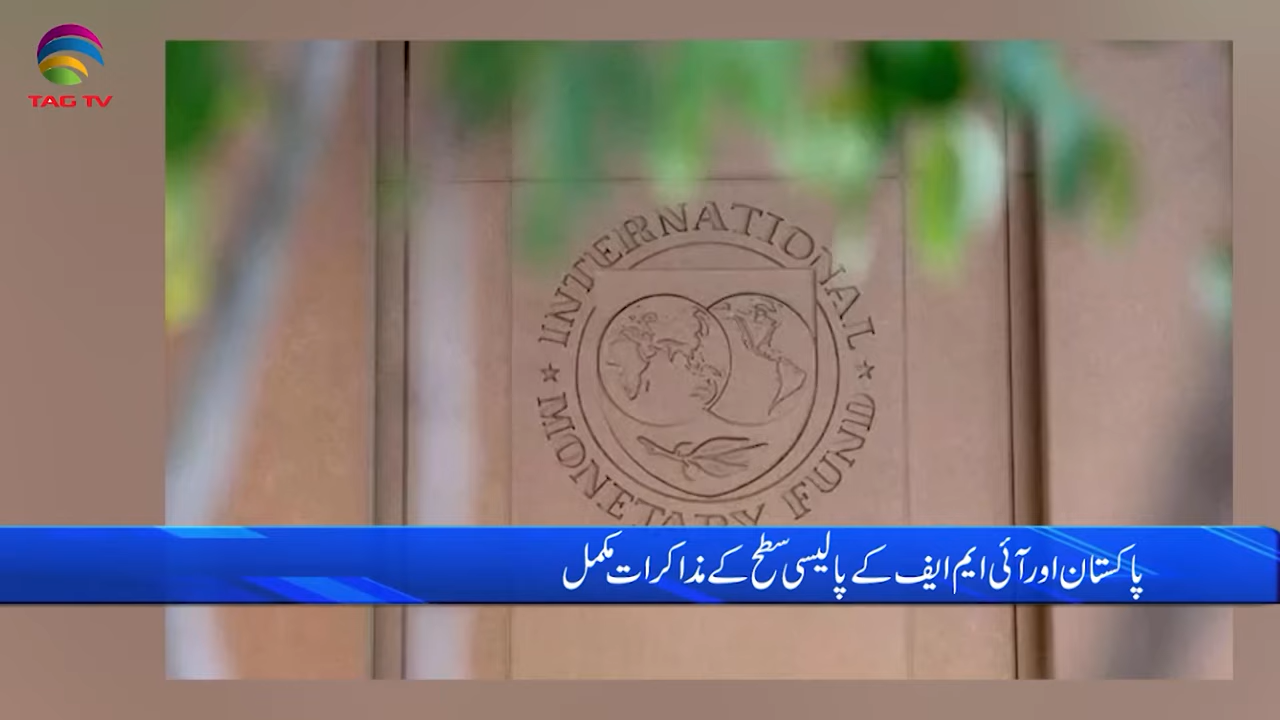 TAG TV
INTERNATIONAL
MONETARY FUND
پاکستان اور آئی ایم ایف کے پالیسی سطح کے مذاکرات مکمل